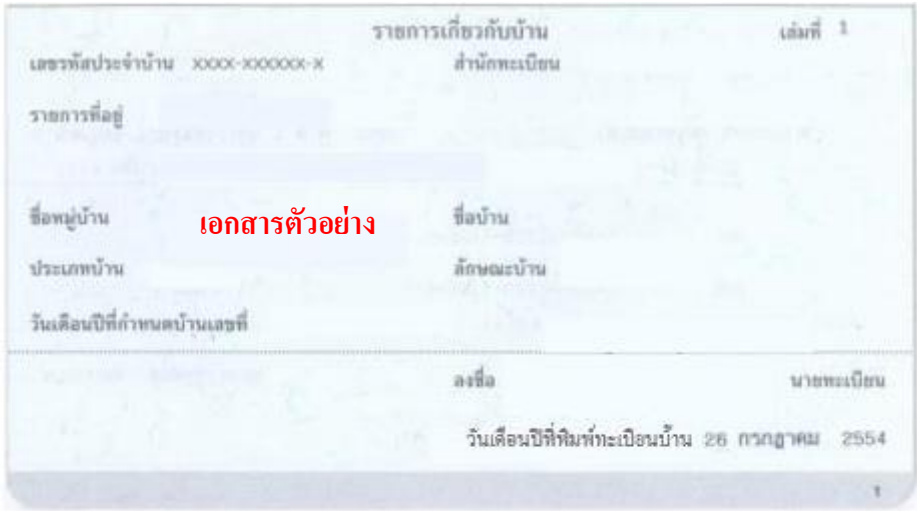 รายการเกี่ยวกับบ้าน เล่มที่ 1
เลขรหัสประจำบ้าน xxxx-xxxxxx-x สำนักทะเบียน
รายการที่อยู่
ชื่อหมู่บ้าน เอกสารตัวอย่าง ชื่อบ้าน
ประเภทบ้าน ลักษณะบ้าน
วันเดือนปีที่กำหนดบ้านเลขที่
ลงชื่อ นายทะเบียน
วันเดือนปีที่พิมพ์ทะเบียนบ้าน 26 กรกฎาคม 2554
1